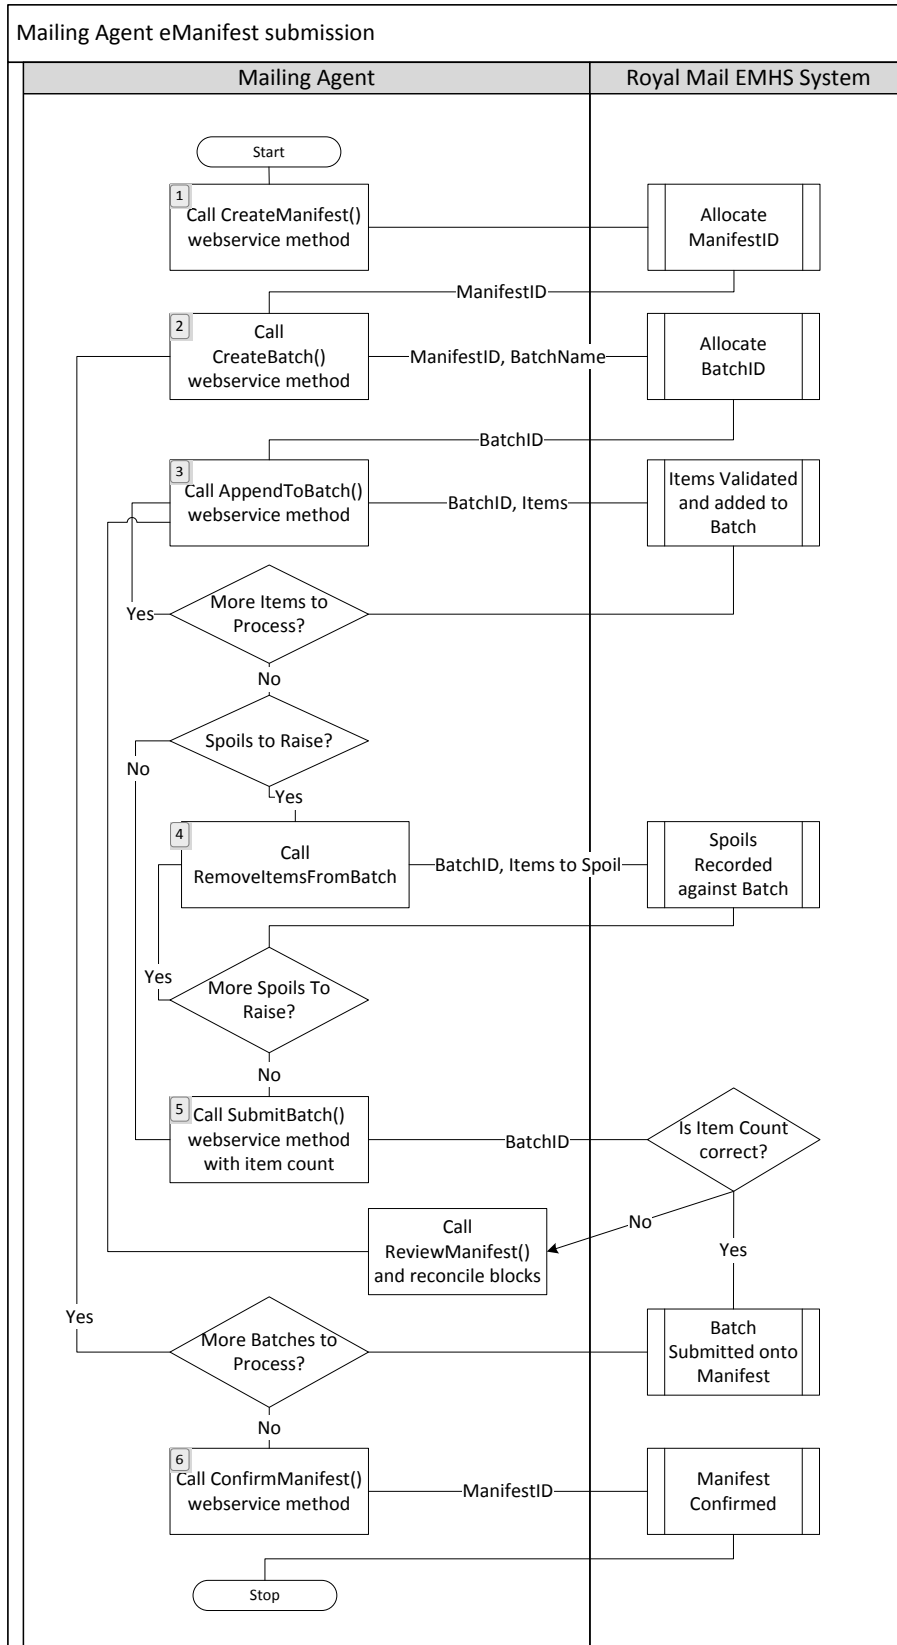 Mailing Agent eManifest submission
Mailing Agent
Royal Mail EMHS System
Start
1
Call CreateManifest()
webservice method
Allocate
ManifestID
ManifestID
2
Call
CreateBatch()
webservice method
ManifestID, BatchName
Allocate
BatchID
BatchID
3
Call AppendToBatch()
webservice method
BatchID, Items
Items Validated
and added to
Batch
More Items to
Process?
Yes
No
Spoils to Raise?
No
Yes
4
Call
RemoveItemsFromBatch
BatchID, Items to Spoil
Spoils
Recorded
against Batch
Yes
More Spoils To
Raise?
No
5
Call SubmitBatch()
webservice method
with item count
BatchID
Is Item Count
correct?
No
Yes
Call
ReviewManifest()
and reconcile blocks
Yes
More Batches to
Process?
Batch
Submitted onto
Manifest
No
6
Call ConfirmManifest()
webservice method
ManifestID
Manifest
Confirmed
Stop